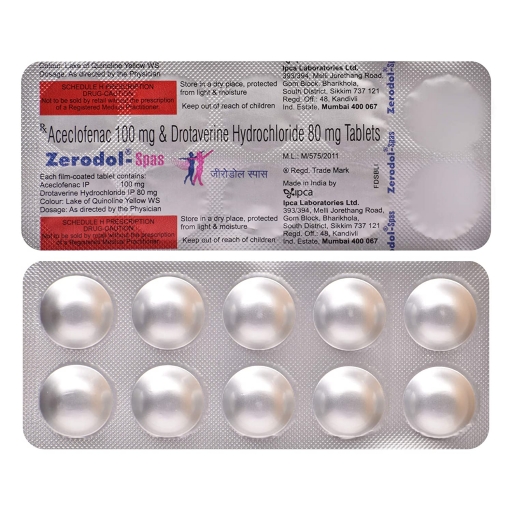 Colour: Lake of Quinoline Yellow WS
Dosage: As directed by the Physician
SCHEDULE H PRESCRIPTION
DRUG-CAUTION
Not to be sold by retail without the prescription
of a Registered Medical Practitioner.
Store in a dry place, protected
from light & moisture
Keep out of reach of children
Ipca Laboratories Ltd.
393/394, Melli Jorethang Road,
Gom Block, Bharikhola,
South District, Sikkim 737 121
Regd. Off.: 48, Kandivli
Ind. Estate, Mumbai 400 067
Rx Aceclofenac 100 mg & Drotaverine Hydrochloride 80 mg Tablets
Zerodol®-Spas
जीरोडोल स्पास
Each film-coated tablet contains:
Aceclofenac IP 100 mg
Drotaverine Hydrochloride IP 80 mg
Colour: Lake of Quinoline Yellow WS
Dosage: As directed by the Physician
SCHEDULE H PRESCRIPTION
DRUG-CAUTION
Not to be sold by retail without the prescription
of a Registered Medical Practitioner.
Store in a dry place, protected
from light & moisture.
Keep out of reach of children
M.L.: M/575/2011
® Regd. Trade Mark
Made in India by
ipca
Ipca Laboratories Ltd.
393/394, Melli Jorethang Road,
Gom Block, Bharikhola,
South District, Sikkim 737 121
Regd. Off.: 48, Kandivli
Ind. Estate, Mumbai 400 067
Zerodol®-Spas
dol®-Spas